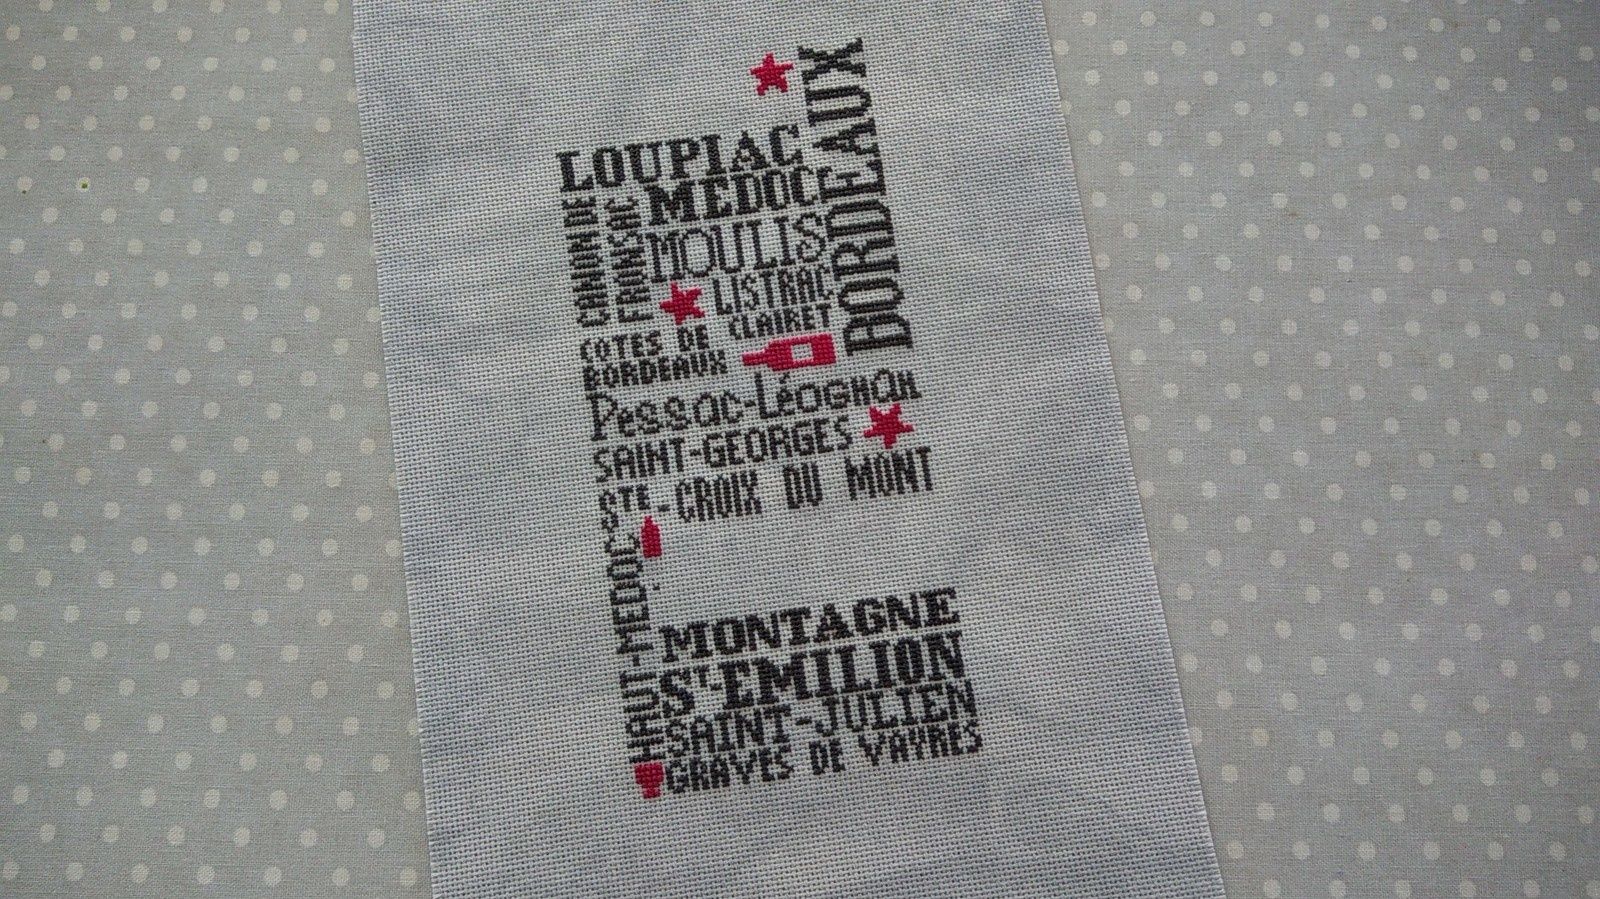 BORDEAUX
LOUPIAC
MEDOC
CANON DE
FRONSAC
MOULIS
LISTRAC
CLAIRET
COTES DE
BORDEAUX
Pessac-Léognan
SAINT-GEORGES
STE-CROIX DU MONT
HAUT-MEDOC
MONTAGNE
ST-EMILION
SAINT-JULIEN
GRAVES DE VAYRES